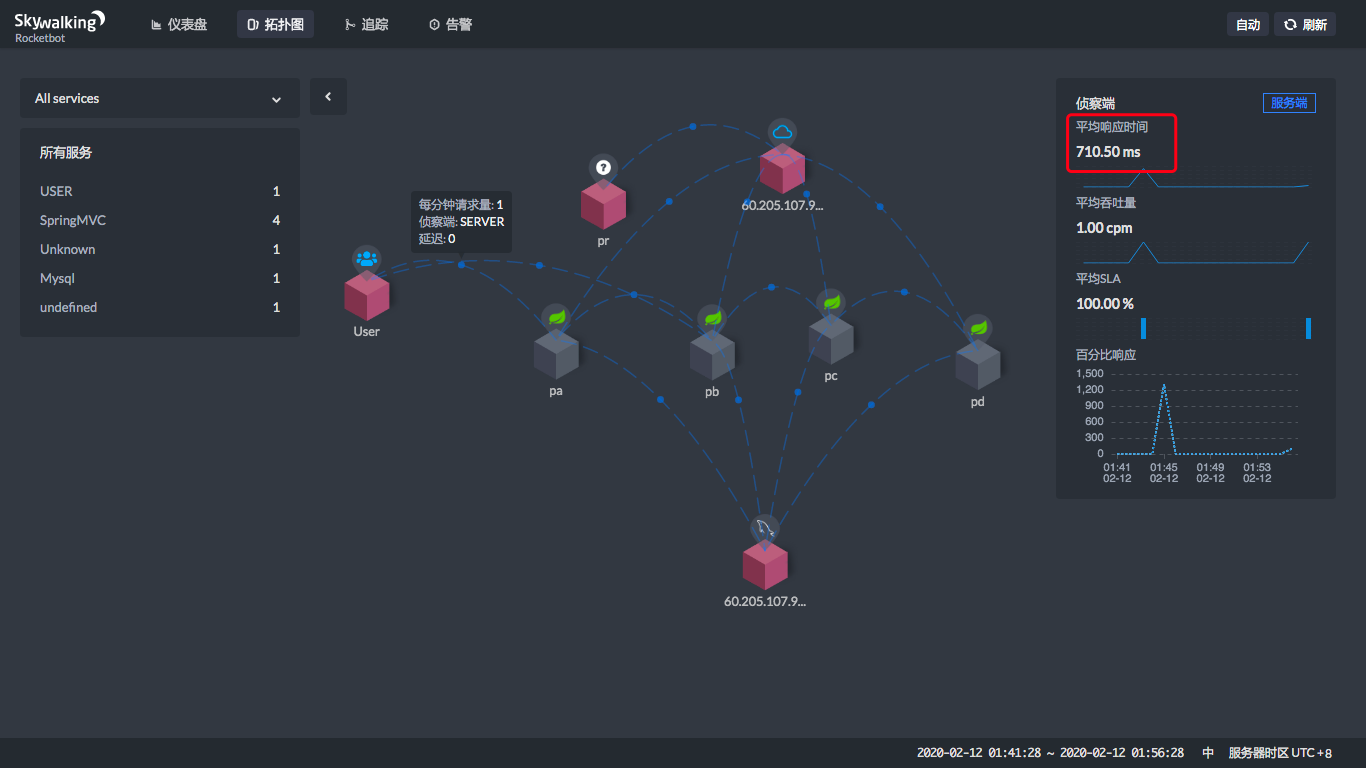 Skywalking
Rocketbot
仪表盘
拓扑图
追踪
告警
自动
刷新
All services
所有服务
USER 1
SpringMVC 4
Unknown 1
Mysql 1
undefined 1
每分钟请求量: 1
侦察端: SERVER
延迟: 0
?
60.205.107.9...
pr
User
pa
pb
pc
pd
60.205.107.9...
侦察端
服务端
平均响应时间
710.50 ms
平均吞吐量
1.00 cpm
平均SLA
100.00 %
百分比响应
1,500
1,200
900
600
300
0
01:41 01:45 01:49 01:53
02-12 02-12 02-12 02-12
2020-02-12 01:41:28 ~ 2020-02-12 01:56:28 中 服务器时区 UTC +8